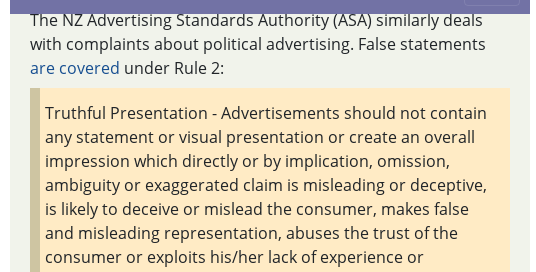 The NZ Advertising Standards Authority (ASA) similarly deals
with complaints about political advertising. False statements
are covered under Rule 2:
Truthful Presentation - Advertisements should not contain
any statement or visual presentation or create an overall
impression which directly or by implication, omission,
ambiguity or exaggerated claim is misleading or deceptive,
is likely to deceive or mislead the consumer, makes false
and misleading representation, abuses the trust of the
consumer or exploits his/her lack of experience or